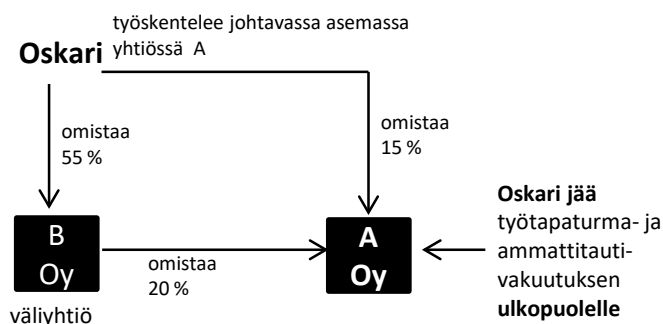 työskentelee johtavassa asemassa
Oskari yhtiössä A
omistaa
55 %
omistaa
15 %
Oskari jää
työtapaturma- ja
ammattitauti-
vakuutuksen
ulkopuolelle
B
Oy
omistaa
20 %
A
Oy
väliyhtiö